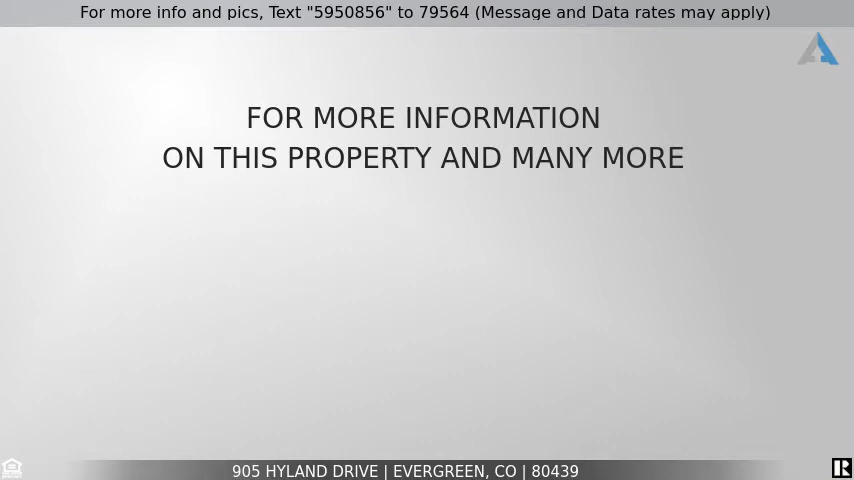 For more info and pics, Text "5950856" to 79564 (Message and Data rates may apply)
FOR MORE INFORMATION
ON THIS PROPERTY AND MANY MORE
905 HYLAND DRIVE | EVERGREEN, CO | 80439